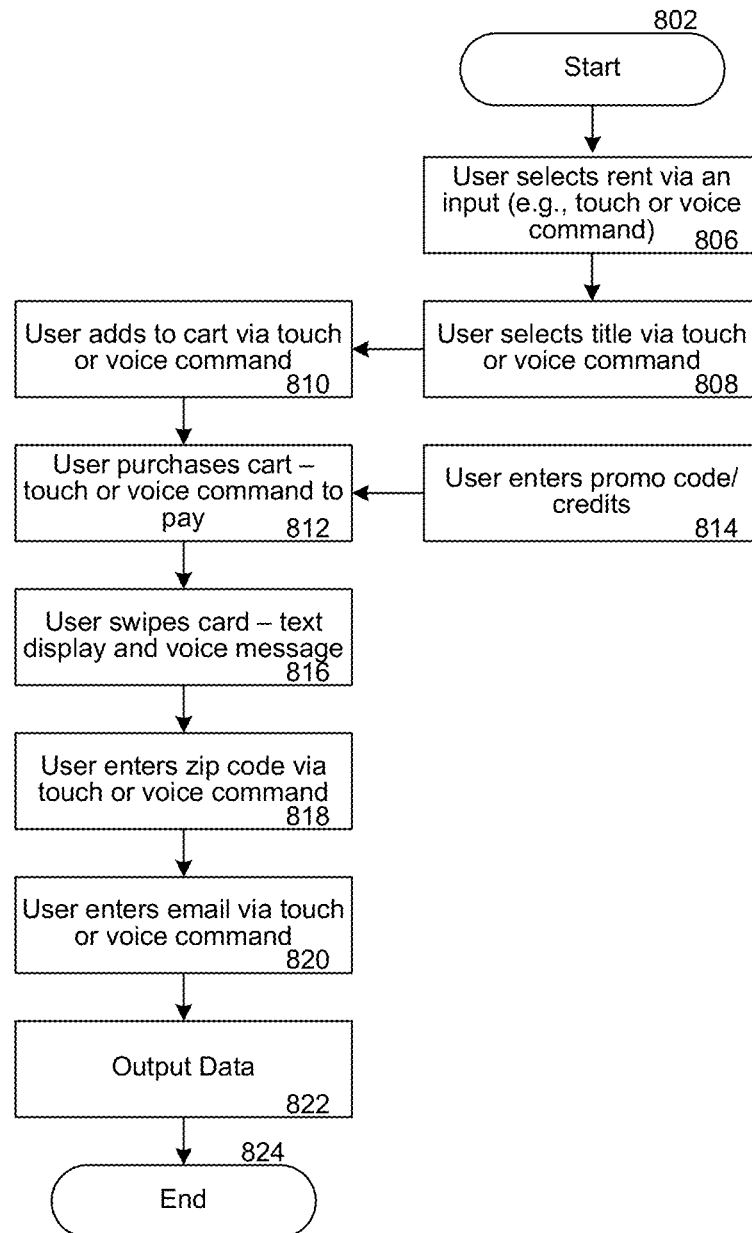 802
Start
User selects rent via an
input (e.g., touch or voice
command)
806
User selects title via touch
or voice command
808
User adds to cart via touch
or voice command
810
User purchases cart –
touch or voice command to
pay
812
User enters promo code/
credits
814
User swipes card – text
display and voice message
816
User enters zip code via
touch or voice command
818
User enters email via touch
or voice command
820
Output Data
822
824
End